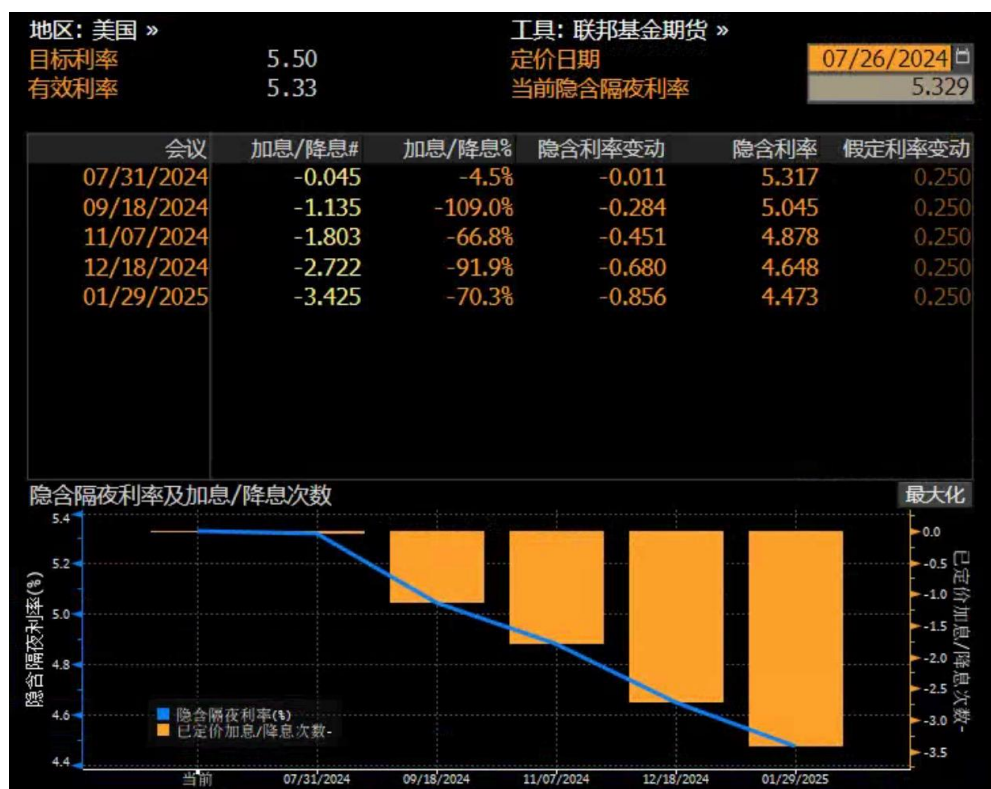 地区: 美国 » 工具: 联邦基金期货 »
目标利率 5.50 定价日期 07/26/2024
有效利率 5.33 当前隐含隔夜利率 5.329
会议 加息/降息# 加息/降息% 隐含利率变动 隐含利率 假定利率变动
07/31/2024 -0.045 -4.5% -0.011 5.317 0.250
09/18/2024 -1.135 -109.0% -0.284 5.045 0.250
11/07/2024 -1.803 -66.8% -0.451 4.878 0.250
12/18/2024 -2.722 -91.9% -0.680 4.648 0.250
01/29/2025 -3.425 -70.3% -0.856 4.473 0.250
隐含隔夜利率及加息/降息次数 最大化
隐含隔夜利率(%)
5.4
5.2
5.0
4.8
4.6
4.4
隐含隔夜利率(%)
已定价加息/降息次数-
0.0
-0.5
-1.0
-1.5
-2.0
-2.5
-3.0
-3.5
已定价加息/降息次数-
当前 07/31/2024 09/18/2024 11/07/2024 12/18/2024 01/29/2025